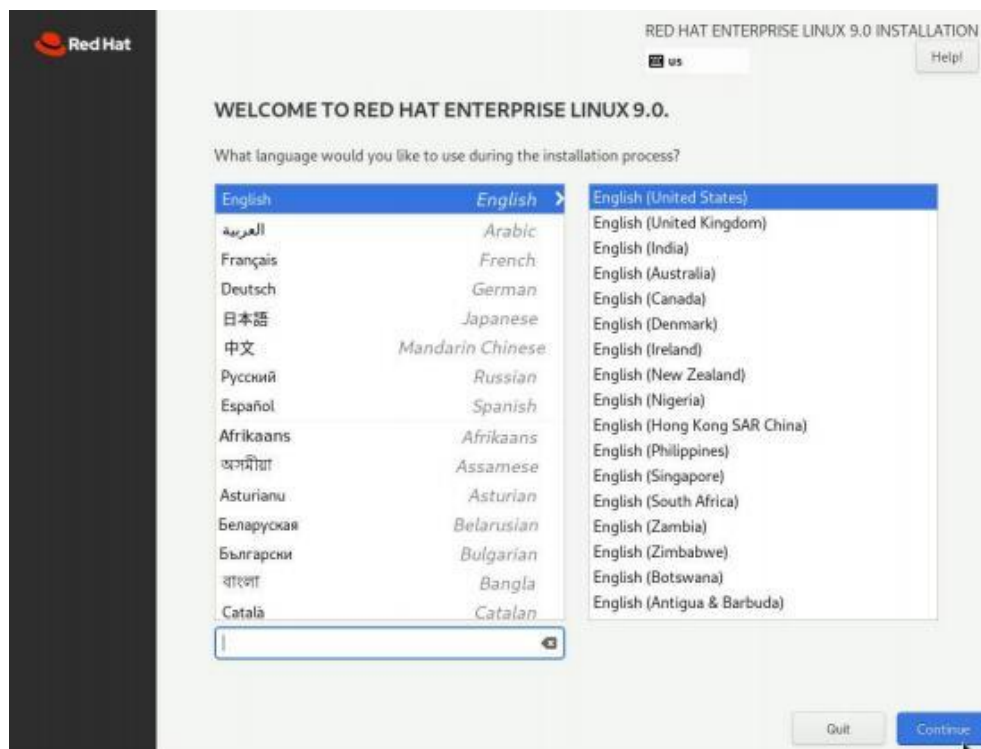 Red Hat
RED HAT ENTERPRISE LINUX 9.0 INSTALLATION
us
Help!
WELCOME TO RED HAT ENTERPRISE LINUX 9.0.
What language would you like to use during the installation process?
English English
العربية Arabic
Français French
Deutsch German
日本語 Japanese
中文 Mandarin Chinese
Русский Russian
Español Spanish
Afrikaans Afrikaans
অসমীয়া Assamese
Asturianu Asturian
Беларуская Belarusian
Български Bulgarian
বাংলা Bangla
Català Catalan
English (United States)
English (United Kingdom)
English (India)
English (Australia)
English (Canada)
English (Denmark)
English (Ireland)
English (New Zealand)
English (Nigeria)
English (Hong Kong SAR China)
English (Philippines)
English (Singapore)
English (South Africa)
English (Zambia)
English (Zimbabwe)
English (Botswana)
English (Antigua & Barbuda)
Quit
Continue